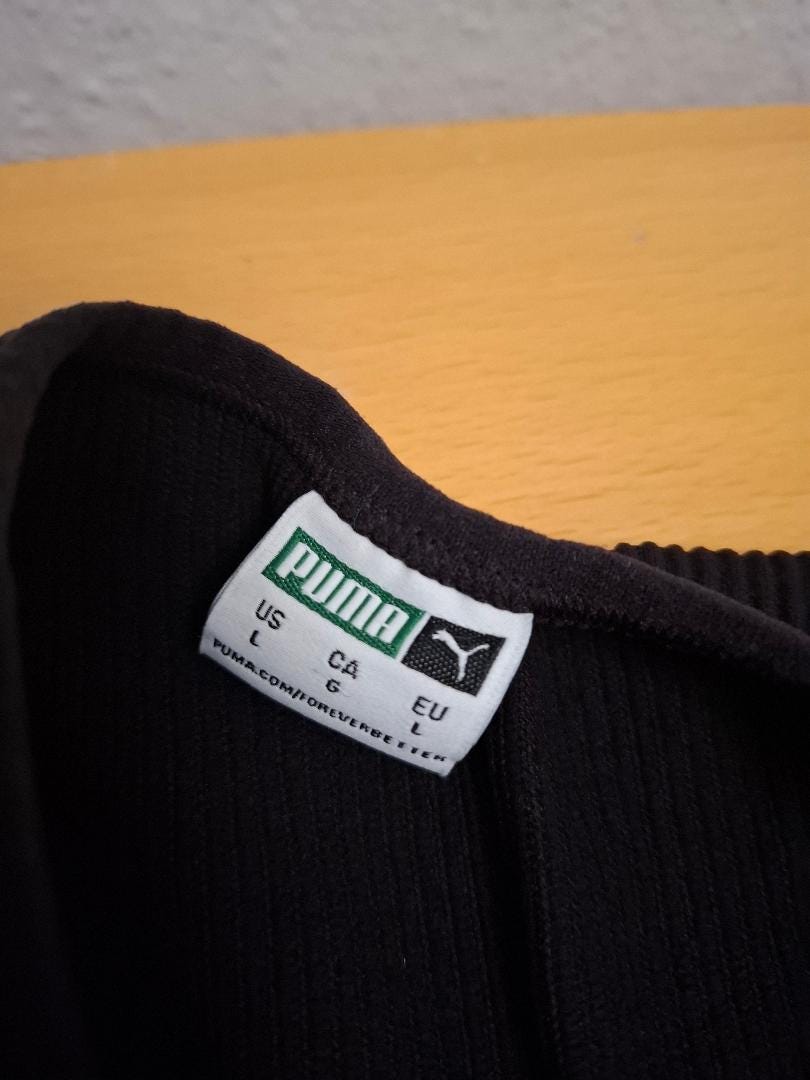 PUMA
US CA EU
L G L
PUMA.COM/FOREVERBETTER